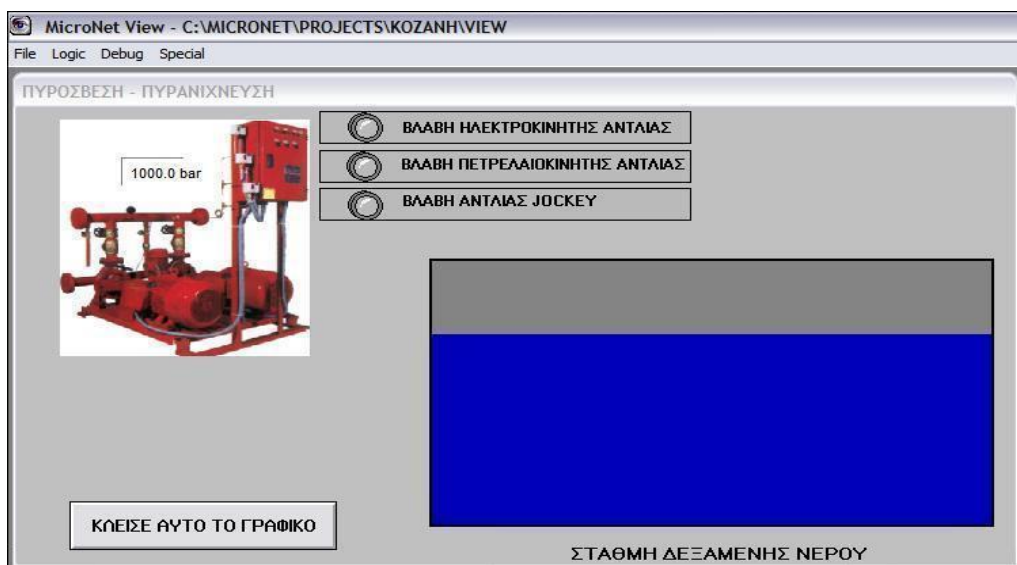 MicroNet View - C:\MICRONET\PROJECTS\KOZANH\VIEW
File Logic Debug Special
ΠΥΡΟΣΒΕΣΗ - ΠΥΡΑΝΙΧΝΕΥΣΗ
ΒΛΑΒΗ ΗΛΕΚΤΡΟΚΙΝΗΤΗΣ ΑΝΤΛΙΑΣ
1000.0 bar
ΒΛΑΒΗ ΠΕΤΡΕΛΑΙΟΚΙΝΗΤΗΣ ΑΝΤΛΙΑΣ
ΒΛΑΒΗ ΑΝΤΛΙΑΣ JOCKEY
ΚΛΕΙΣΕ ΑΥΤΟ ΤΟ ΓΡΑΦΙΚΟ
ΣΤΑΘΜΗ ΔΕΞΑΜΕΝΗΣ ΝΕΡΟΥ